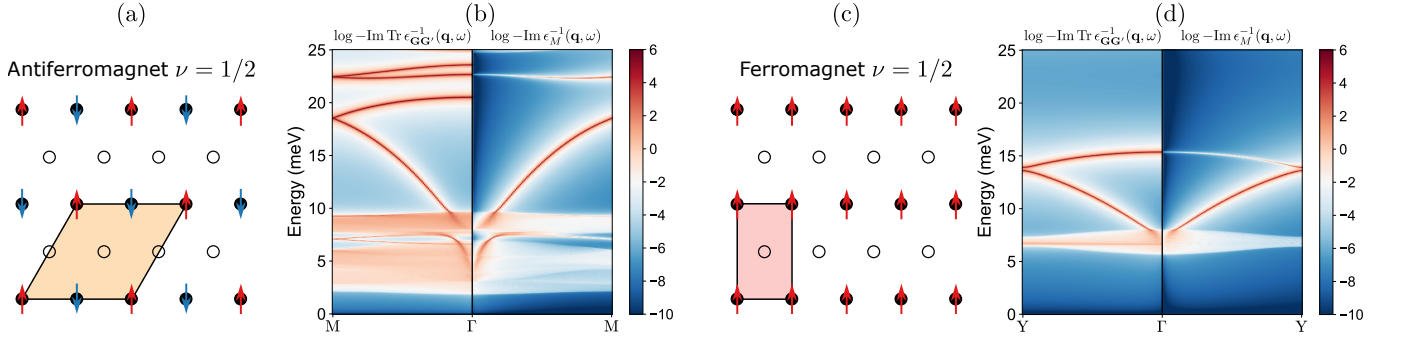 (a)
Antiferromagnet ν = 1/2
(b)
log −Im Tr ϵ⁻¹_GG′(q, ω)
log −Im ϵ⁻¹_M(q, ω)
Energy (meV)
25
20
15
10
5
0
M
Γ
M
6
4
2
0
−2
−4
−6
−8
−10
(c)
Ferromagnet ν = 1/2
(d)
log −Im Tr ϵ⁻¹_GG′(q, ω)
log −Im ϵ⁻¹_M(q, ω)
Energy (meV)
25
20
15
10
5
0
Y
Γ
Y
6
4
2
0
−2
−4
−6
−8
−10